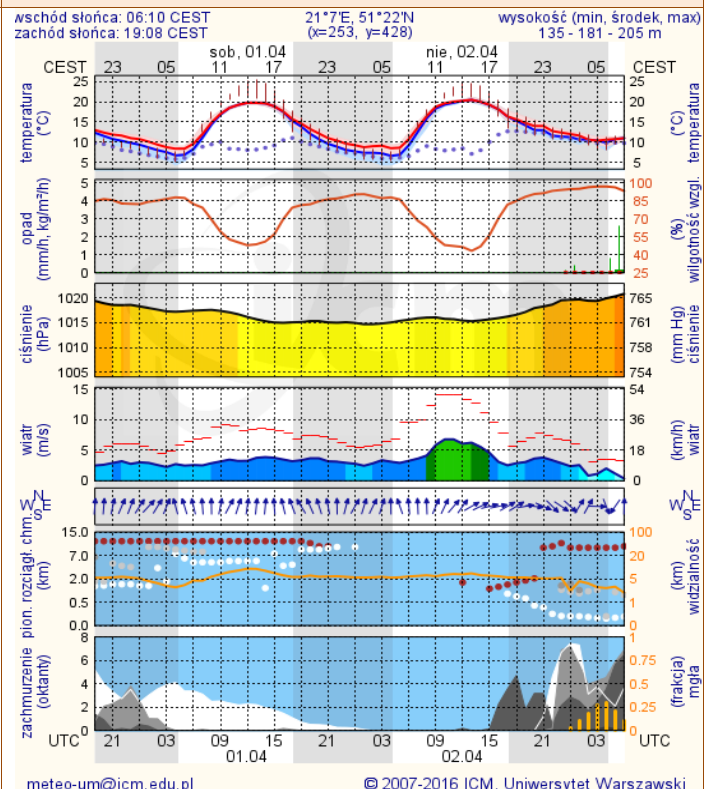 wschód słońca: 06:10 CEST 21°7'E, 51°22'N wysokość (min, środek, max)
zachód słońca: 19:08 CEST (x=253, y=428) 135 - 181 - 205 m
sob, 01.04 nie, 02.04
CEST 23 05 11 17 23 05 11 17 23 05 CEST
temperatura (°C) 25 20 15 10 5 25 20 15 10 5 temperatura (°C)
opad (mm/h, kg/m²/h) 5 4 3 2 1 0 100 85 70 55 40 25 wilgotność wzgl. (%)
ciśnienie (hPa) 1020 1015 1010 1005 765 761 758 754 (mm Hg) ciśnienie
wiatr (m/s) 15 10 5 0 54 36 18 0 (km/h) wiatr
N W E S N W E S
pion. rozciągł. chm. (km) 15.0 7.0 2.0 0.5 0.0 100 20 5 1 0 (km) widzialność
zachmurzenie (oktanty) 8 6 4 2 0 1 0.75 0.5 0.25 0 (frakcja) mgła
UTC 21 03 09 15 21 03 09 15 21 03 UTC
01.04 02.04
meteo-um@icm.edu.pl © 2007-2016 ICM, Uniwersytet Warszawski